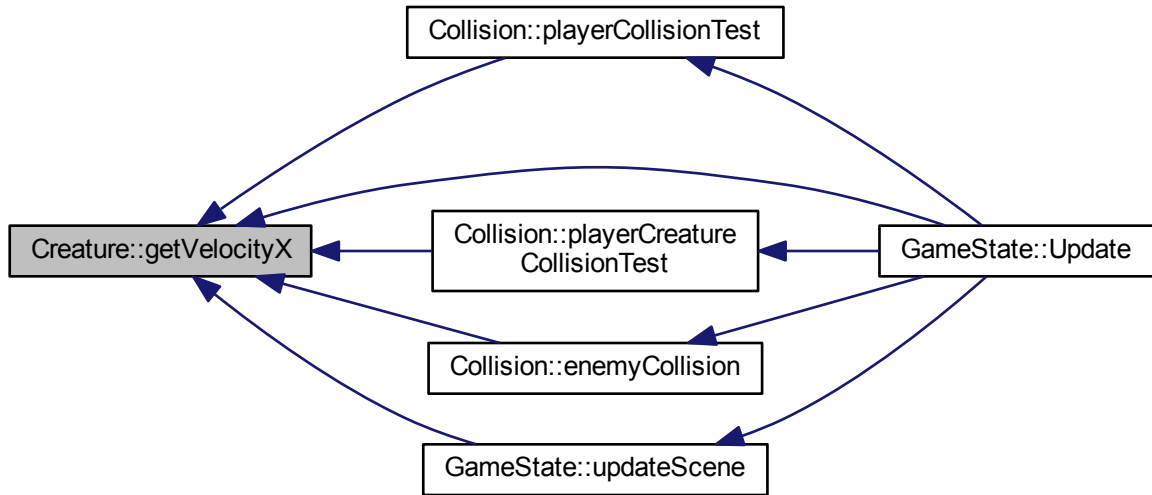 Collision::playerCollisionTest
Creature::getVelocityX
Collision::playerCreature
CollisionTest
GameState::Update
Collision::enemyCollision
GameState::updateScene